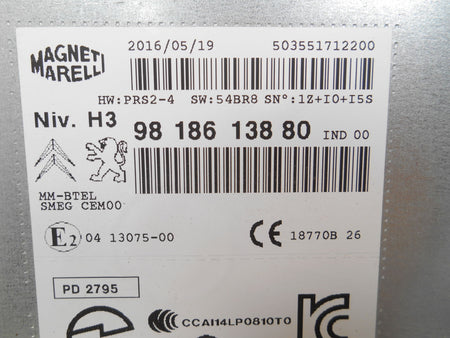 MAGNETI MARELLI
2016/05/19 503551712200
HW:PRS2-4 SW:54BR8 SN°:1Z+I0+I5S
Niv. H3 98 186 138 80 IND 00
MM-BTEL
SMEG CEM00
E2 04 13075-00 CE 18770B 26
PD 2795
CCAI14LP0810T0